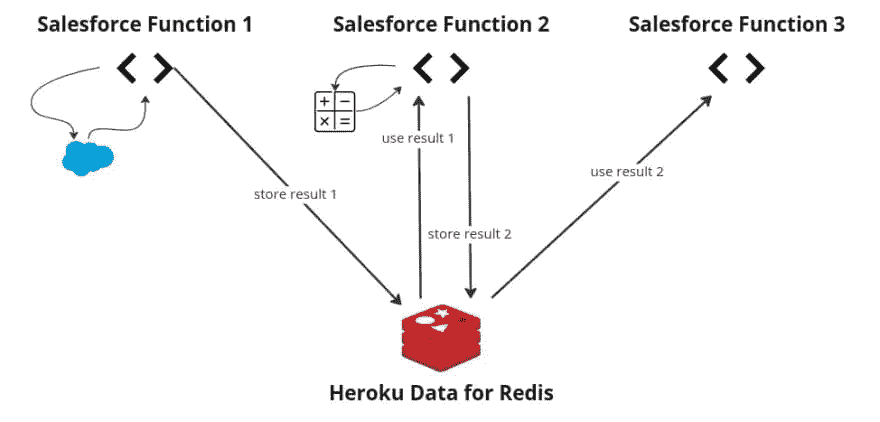 Salesforce Function 1
Salesforce Function 2
Salesforce Function 3
+ −
× =
use result 1
use result 2
store result 1
store result 2
Heroku Data for Redis